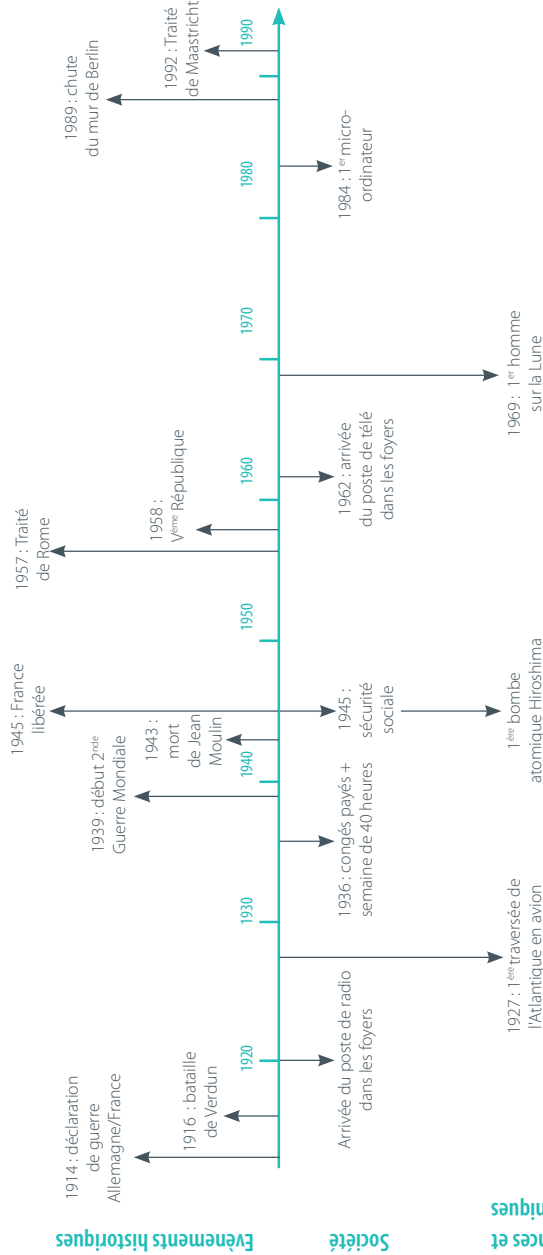 Evènements historiques
1914 : déclaration
de guerre
Allemagne/France
1916 : bataille
de Verdun
1939 : début 2nde
Guerre Mondiale
1943 :
mort
de Jean
Moulin
1945 : France
libérée
1957 : Traité
de Rome
1958 :
Vème République
1989 : chute
du mur de Berlin
1992 : Traité
de Maastricht
1920
1930
1940
1950
1960
1970
1980
1990
Société
Arrivée du poste de radio
dans les foyers
1936 : congés payés +
semaine de 40 heures
1945 :
sécurité
sociale
1962 : arrivée
du poste de télé
dans les foyers
1984 : 1er micro-
ordinateur
1927 : 1ère traversée de
l'Atlantique en avion
1ère bombe
atomique Hiroshima
1969 : 1er homme
sur la Lune